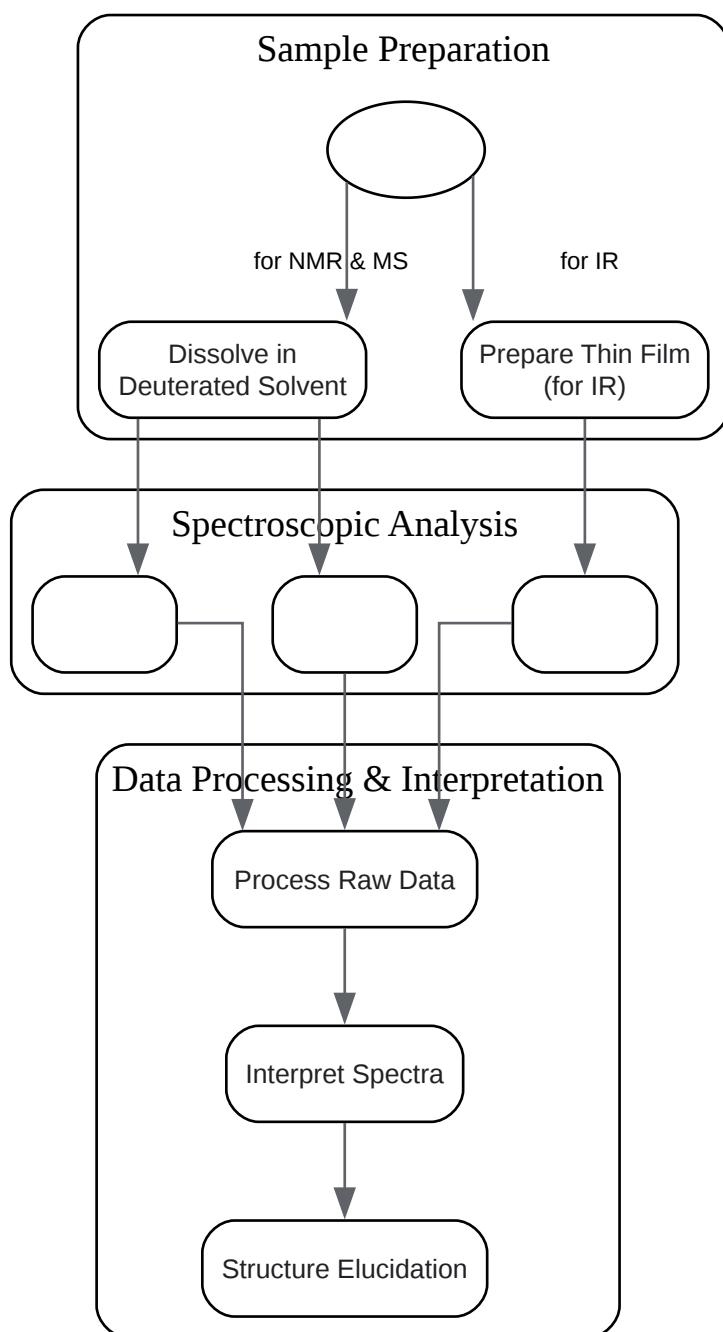 Sample Preparation
for NMR & MS
for IR
Dissolve in
Deuterated Solvent
Prepare Thin Film
(for IR)
Spectroscopic Analysis
Data Processing & Interpretation
Process Raw Data
Interpret Spectra
Structure Elucidation